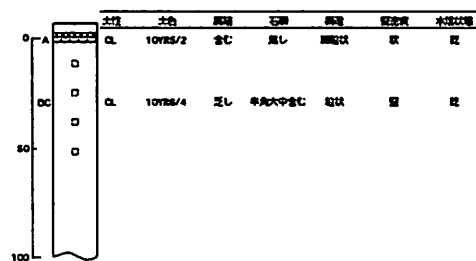 土性 土色 腐植 石礫 構造 堅密度 水湿状態
0 A CL 10YR5/2 含む 無し 細粒状 軟 乾
BC CL 10YR6/4 乏し 半角大中含む 粒状 堅 乾
50
100